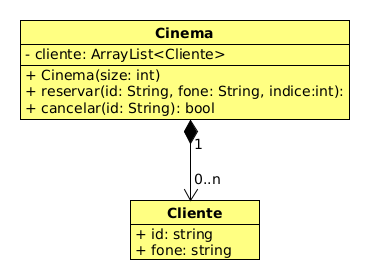 Cinema
- cliente: ArrayList<Cliente>
+ Cinema(size: int)
+ reservar(id: String, fone: String, indice:int):
+ cancelar(id: String): bool
1
0..n
Cliente
+ id: string
+ fone: string